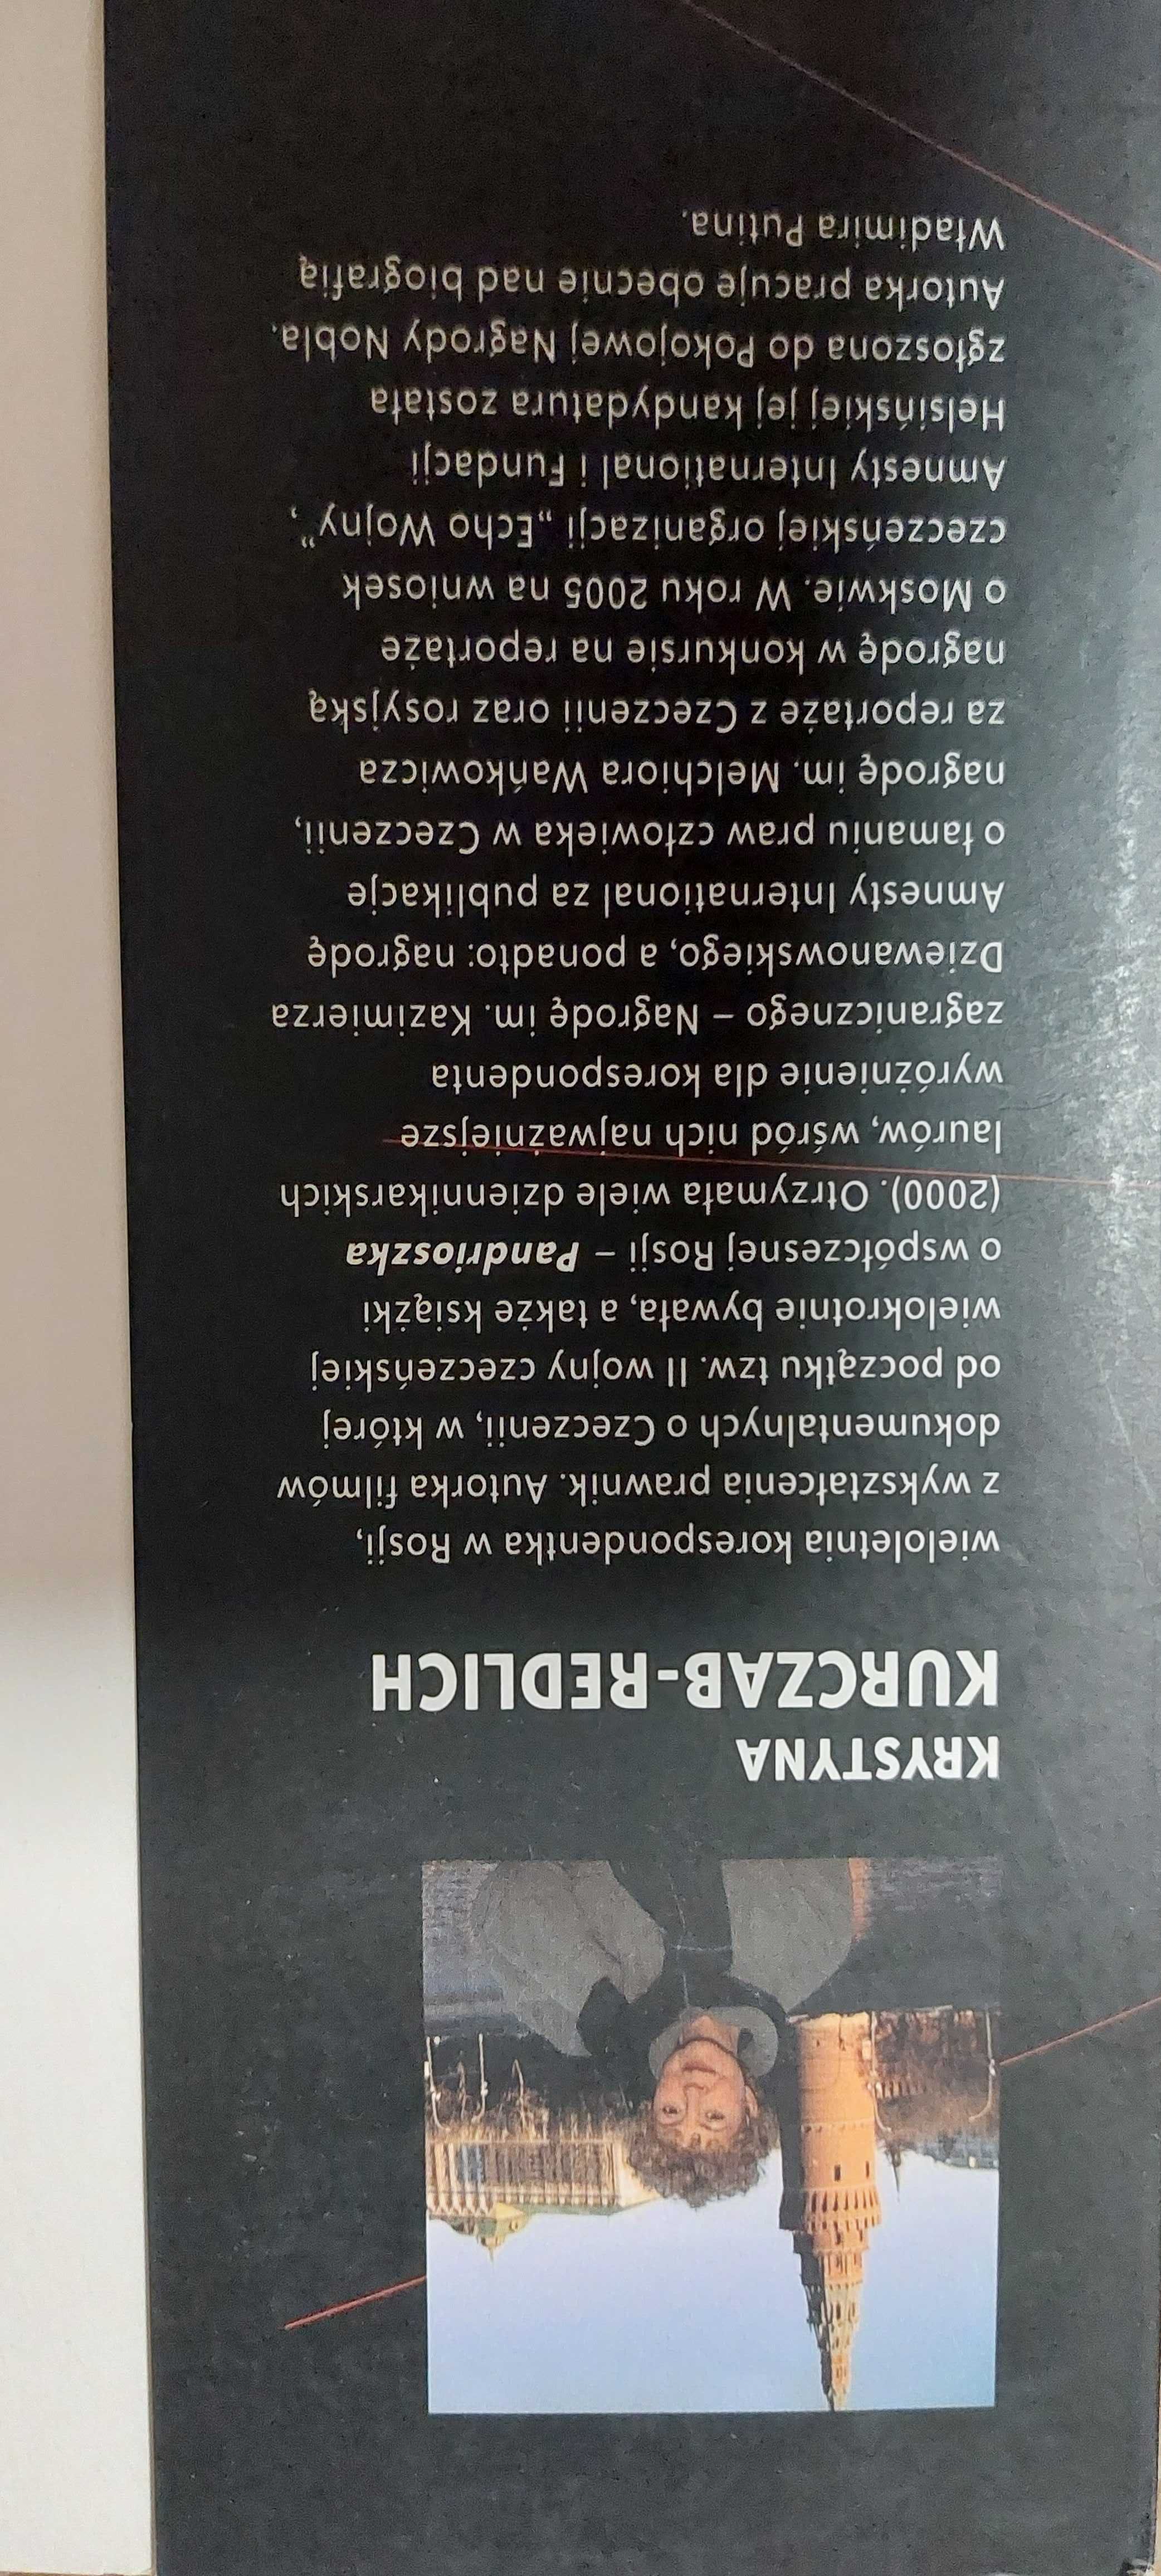 KRYSTYNA
KURCZAB-REDLICH
wieloletnia korespondentka w Rosji,
z wykształcenia prawnik. Autorka filmów
dokumentalnych o Czeczenii, w której
od początku tzw. II wojny czeczeńskiej
wielokrotnie bywała, a także książki
o współczesnej Rosji – Pandrioszka
(2000). Otrzymała wiele dziennikarskich
laurów, wśród nich najważniejsze
wyróżnienie dla korespondenta
zagranicznego – Nagrodę im. Kazimierza
Dziewanowskiego, a ponadto: nagrodę
Amnesty International za publikacje
o łamaniu praw człowieka w Czeczenii,
nagrodę im. Melchiora Wańkowicza
za reportaże z Czeczenii oraz rosyjską
nagrodę w konkursie na reportaże
o Moskwie. W roku 2005 na wniosek
czeczeńskiej organizacji „Echo Wojny”,
Amnesty International i Fundacji
Helsińskiej jej kandydatura została
zgłoszona do Pokojowej Nagrody Nobla.
Autorka pracuje obecnie nad biografią
Władimira Putina.